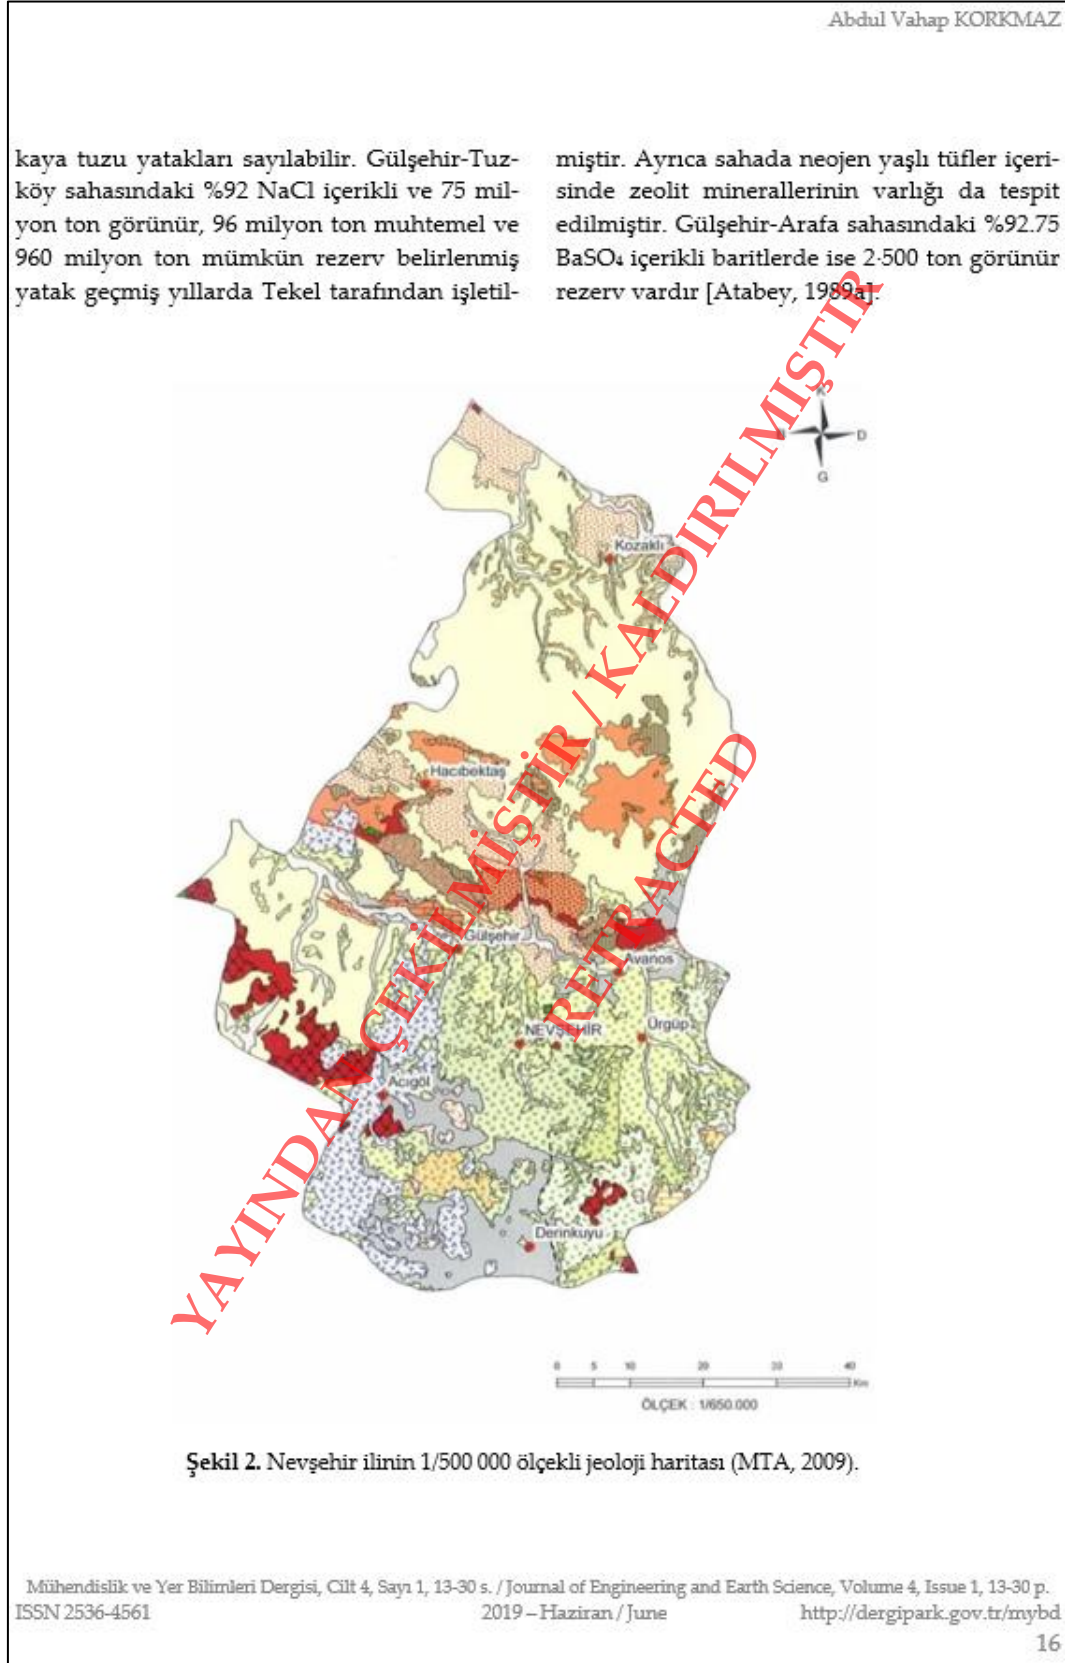 Abdul Vahap KORKMAZ
kaya tuzu yatakları sayılabilir. Gülşehir-Tuz-
köy sahasındaki %92 NaCl içerikli ve 75 mil-
yon ton görünür, 96 milyon ton muhtemel ve
960 milyon ton mümkün rezerv belirlenmiş
yatak geçmiş yıllarda Tekel tarafından işletil-
miştir. Ayrıca sahada neojen yaşlı tüfler içeri-
sinde zeolit minerallerinin varlığı da tespit
edilmiştir. Gülşehir-Arafa sahasındaki %92.75
BaSO₄ içerikli baritlerde ise 2·500 ton görünür
rezerv vardır [Atabey, 1989a].
YAYINDAN ÇEKİLMİŞTİR / KALDIRILMIŞTIR
RETRACTED
K
B
D
G
Kozaklı
Hacıbektaş
Gülşehir
Avanos
NEVŞEHİR
Ürgüp
Acıgöl
Derinkuyu
0 5 10 20 30 40
Km
ÖLÇEK : 1/650.000
Şekil 2. Nevşehir ilinin 1/500 000 ölçekli jeoloji haritası (MTA, 2009).
Mühendislik ve Yer Bilimleri Dergisi, Cilt 4, Sayı 1, 13-30 s. / Journal of Engineering and Earth Science, Volume 4, Issue 1, 13-30 p.
ISSN 2536-4561 2019 – Haziran / June http://dergipark.gov.tr/mybd
16